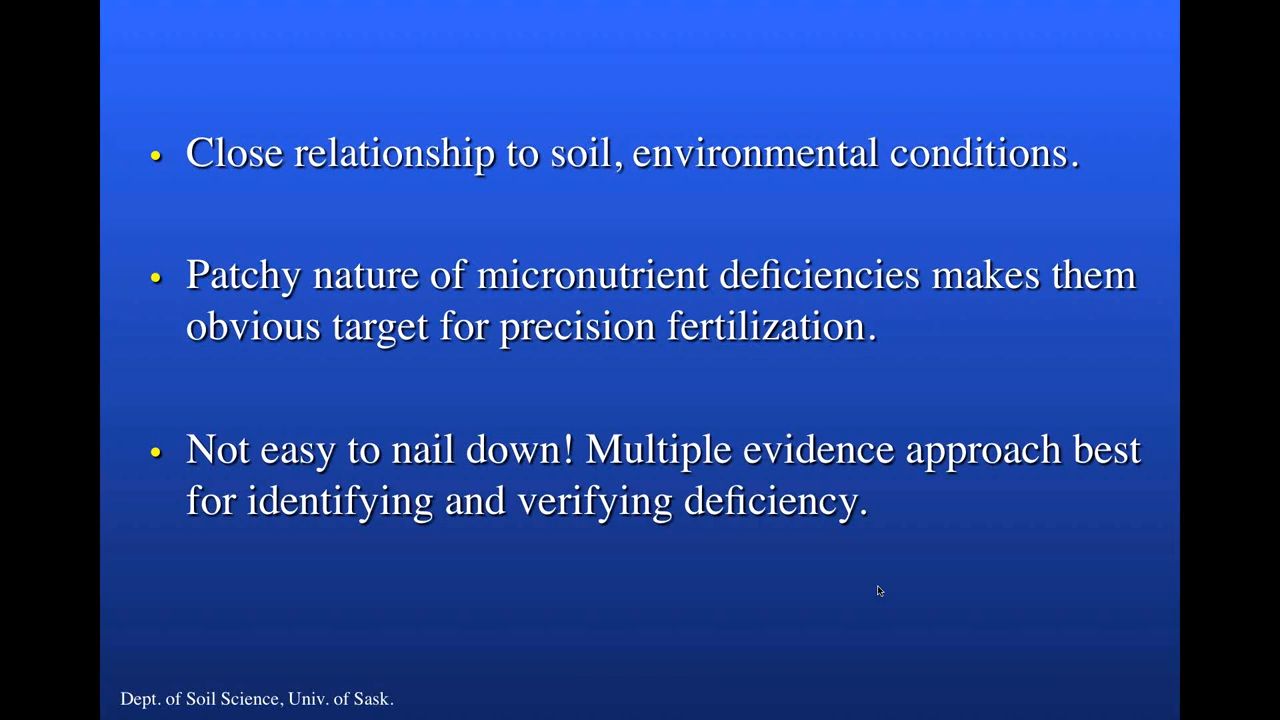 • Close relationship to soil, environmental conditions.
• Patchy nature of micronutrient deficiencies makes them
obvious target for precision fertilization.
• Not easy to nail down! Multiple evidence approach best
for identifying and verifying deficiency.
Dept. of Soil Science, Univ. of Sask.